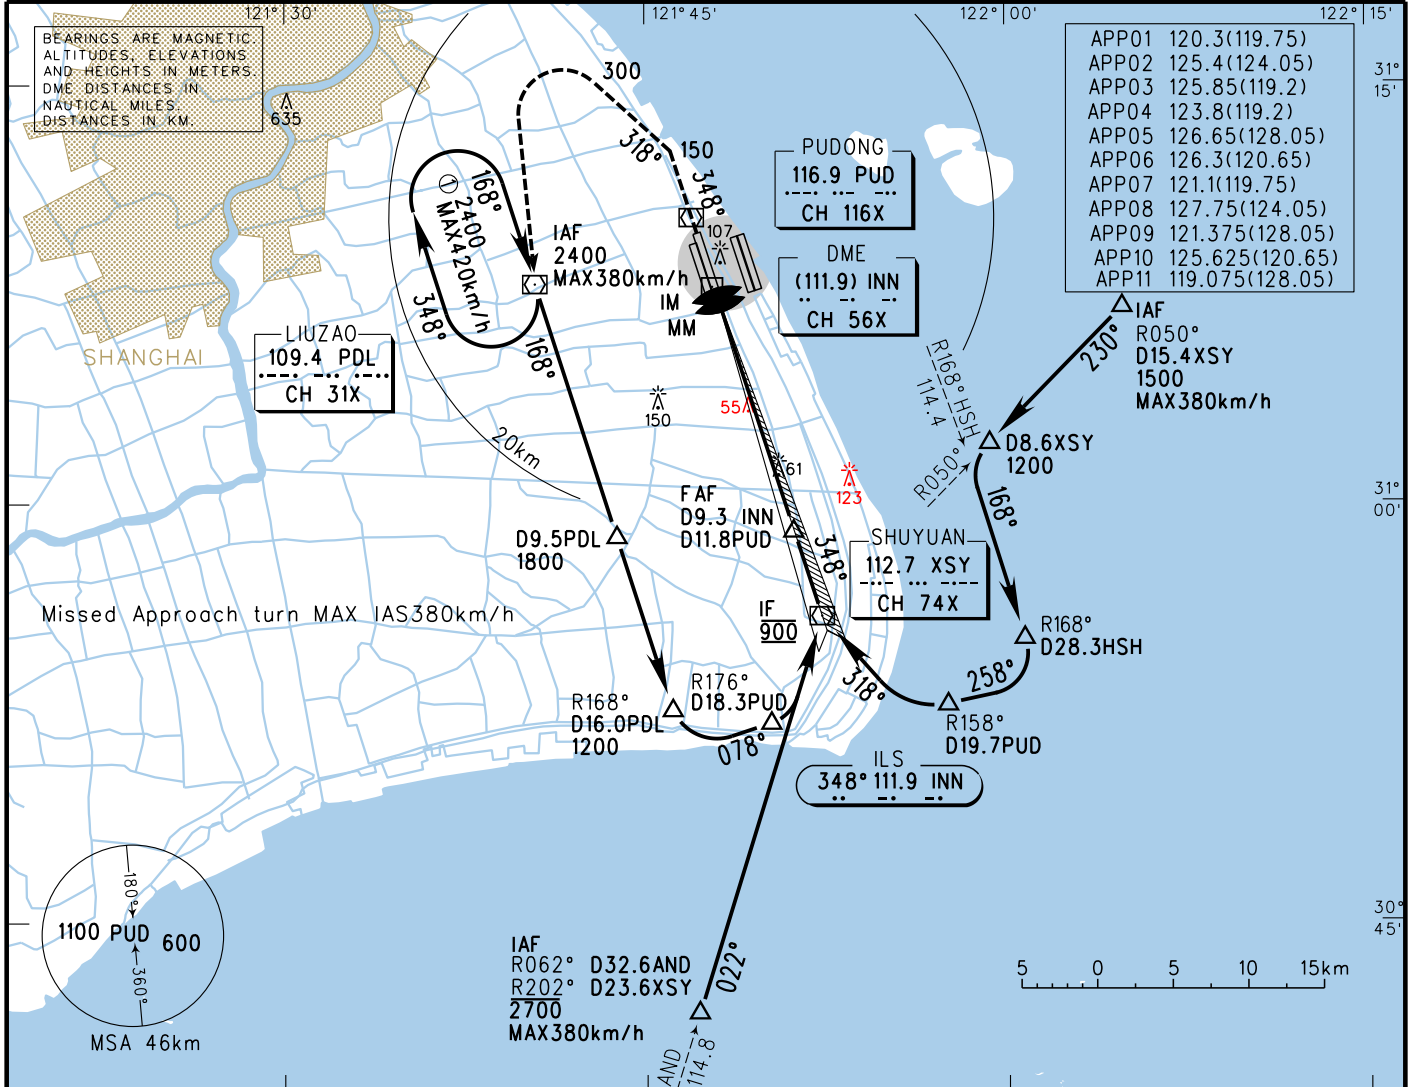 121° 30'
121° 45'
122° 00'
122° 15'
BEARINGS ARE MAGNETIC
ALTITUDES, ELEVATIONS
AND HEIGHTS IN METERS.
DME DISTANCES IN
NAUTICAL MILES.
DISTANCES IN KM.
635
APP01 120.3(119.75)
APP02 125.4(124.05)
APP03 125.85(119.2)
APP04 123.8(119.2)
APP05 126.65(128.05)
APP06 126.3(120.65)
APP07 121.1(119.75)
APP08 127.75(124.05)
APP09 121.375(128.05)
APP10 125.625(120.65)
APP11 119.075(128.05)
31°
15'
300
318°
150
348°
PUDONG
116.9 PUD
CH 116X
DME
(111.9) INN
CH 56X
107
168°
1 2400
MAX420km/h
348°
IAF
2400
MAX380km/h
IM
MM
168°
LIUZAO
109.4 PDL
CH 31X
SHANGHAI
IAF
R050°
D15.4XSY
1500
MAX380km/h
230°
R168° HSH
114.4
R050°
D8.6XSY
1200
168°
55
150
61
123
20km
31°
00'
FAF
D9.3 INN
D11.8PUD
348°
D9.5PDL
1800
SHUYUAN
112.7 XSY
CH 74X
Missed Approach turn MAX IAS380km/h
IF
900
R168°
D28.3HSH
258°
318°
R158°
D19.7PUD
R168°
D16.0PDL
1200
R176°
D18.3PUD
078°
ILS
348° 111.9 INN
180°
1100 PUD 600
360°
MSA 46km
30°
45'
IAF
R062° D32.6AND
R202° D23.6XSY
2700
MAX380km/h
022°
AND
114.8
5 0 5 10 15km